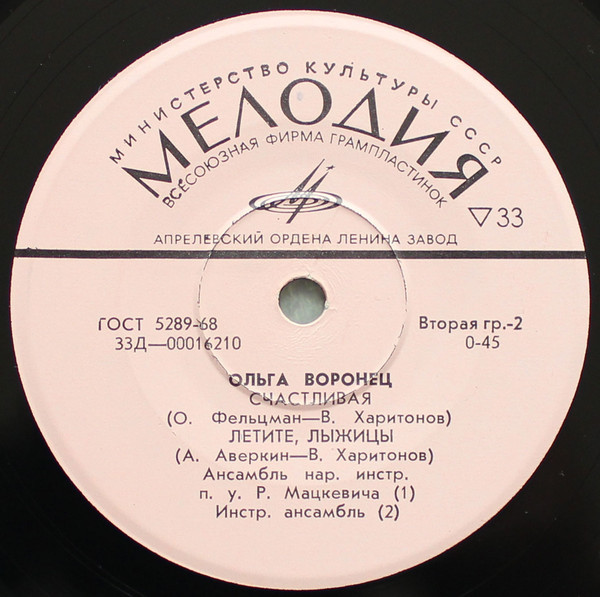 МИНИСТЕРСТВО КУЛЬТУРЫ СССР
МЕЛОДИЯ
ВСЕСОЮЗНАЯ ФИРМА ГРАМПЛАСТИНОК
▽33
АПРЕЛЕВСКИЙ ОРДЕНА ЛЕНИНА ЗАВОД
ГОСТ 5289-68
33Д—00016210
Вторая гр.-2
0-45
ОЛЬГА ВОРОНЕЦ
СЧАСТЛИВАЯ
(О. Фельцман—В. Харитонов)
ЛЕТИТЕ, ЛЫЖИЦЫ
(А. Аверкин—В. Харитонов)
Ансамбль нар. инстр.
п. у. Р. Мацкевича (1)
Инстр. ансамбль (2)